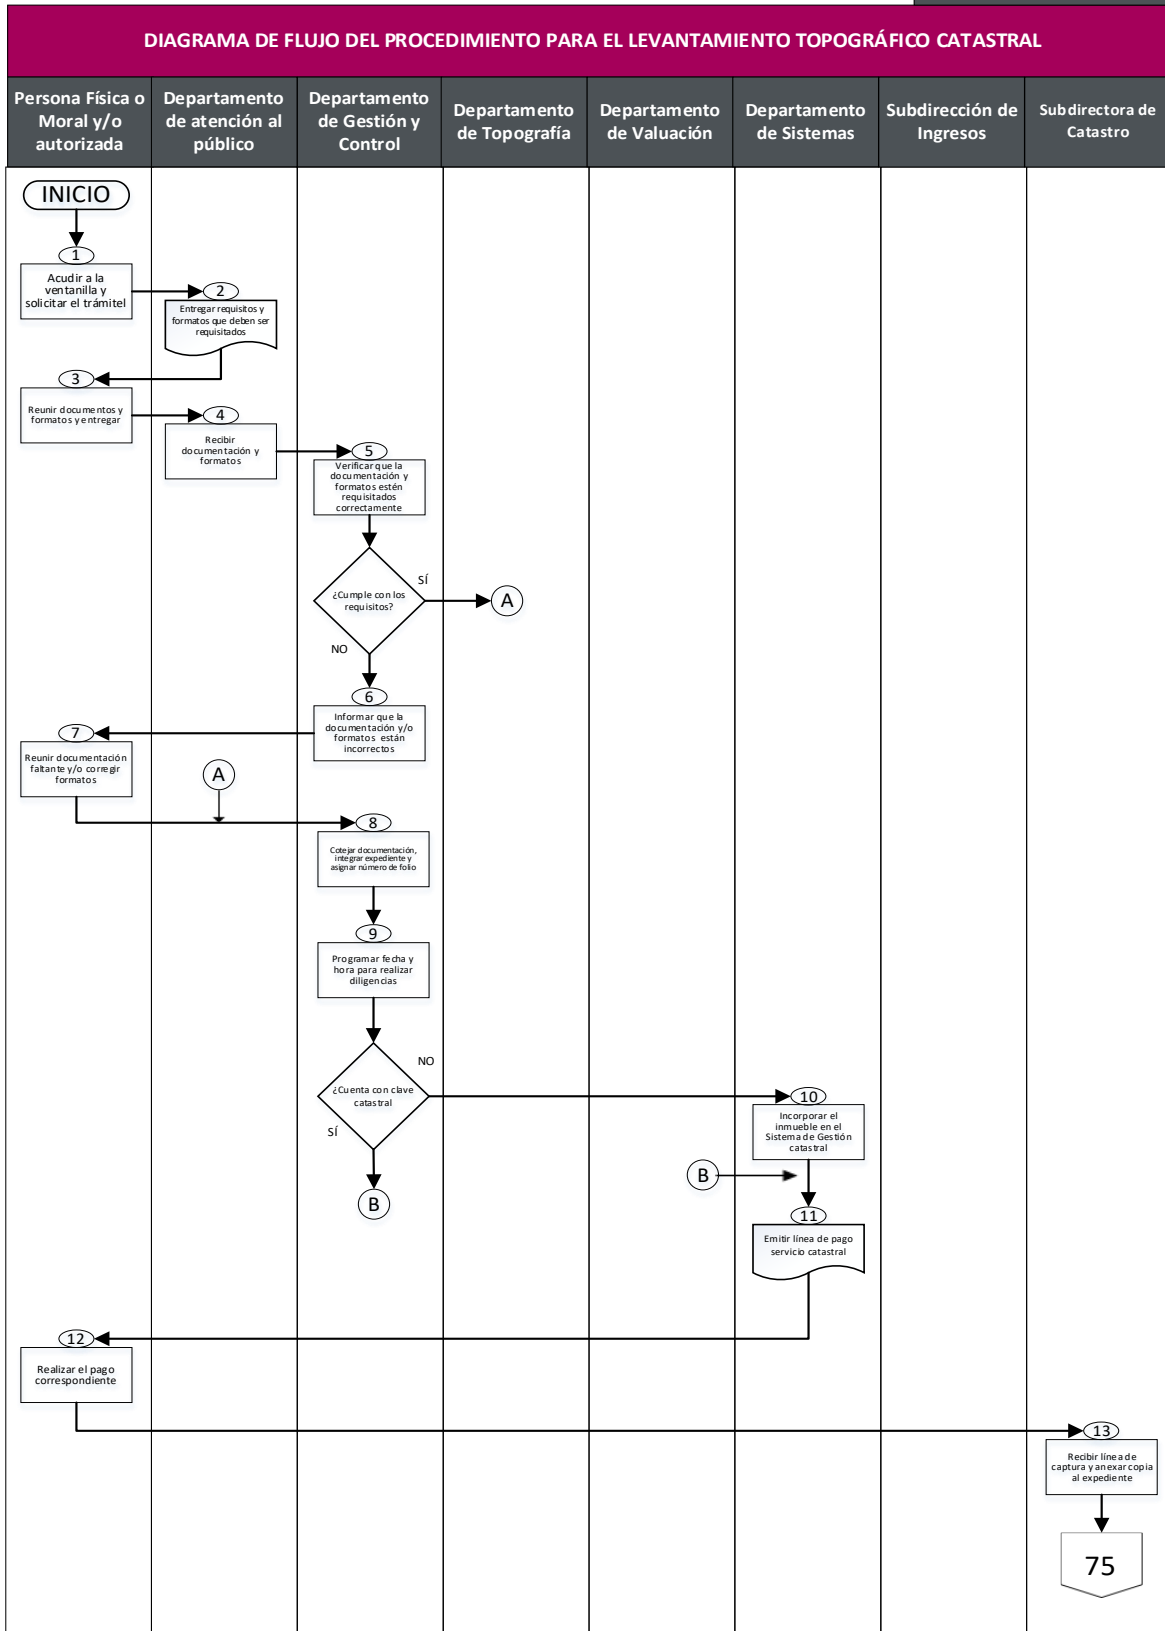 DIAGRAMA DE FLUJO DEL PROCEDIMIENTO PARA EL LEVANTAMIENTO TOPOGRÁFICO CATASTRAL
Persona Física o
Moral y/o
autorizada
Departamento
de atención al
público
Departamento
de Gestión y
Control
Departamento
de Topografía
Departamento
de Valuación
Departamento
de Sistemas
Subdirección de
Ingresos
Subdirectora de
Catastro
INICIO
1
Acudir a la
ventanilla y
solicitar el trámitel
2
Entregar requisitos y
formatos que deben ser
requisitados
3
Reunir documentos y
formatos y entregar
4
Recibir
documentación y
formatos
5
Verificar que la
documentación y
formatos estén
requisitados
correctamente
¿Cumple con los
requisitos?
SÍ
A
NO
6
Informar que la
documentación y/o
formatos están
incorrectos
7
Reunir documentación
faltante y/o corregir
formatos
A
8
Cotejar documentación,
integrar expediente y
asignar número de folio
9
Programar fecha y
hora para realizar
diligencias
¿Cuenta con clave
catastral
NO
SÍ
B
10
Incorporar el
inmueble en el
Sistema de Gestión
catastral
B
11
Emitir línea de pago
servicio catastral
12
Realizar el pago
correspondiente
13
Recibir línea de
captura y anexar copia
al expediente
75